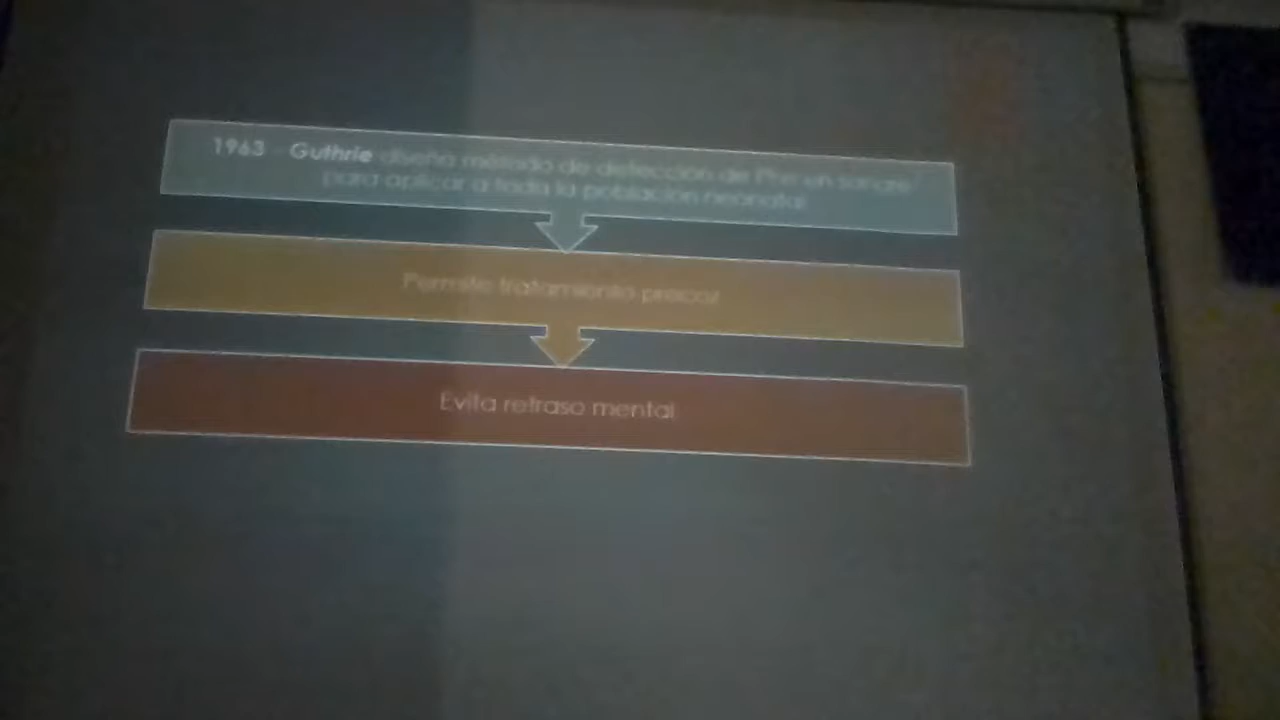 1963 Guthrie diseña método de detección de Phe en sangre
para aplicar a toda la población neonatal
Permite tratamiento precoz
Evita retraso mental